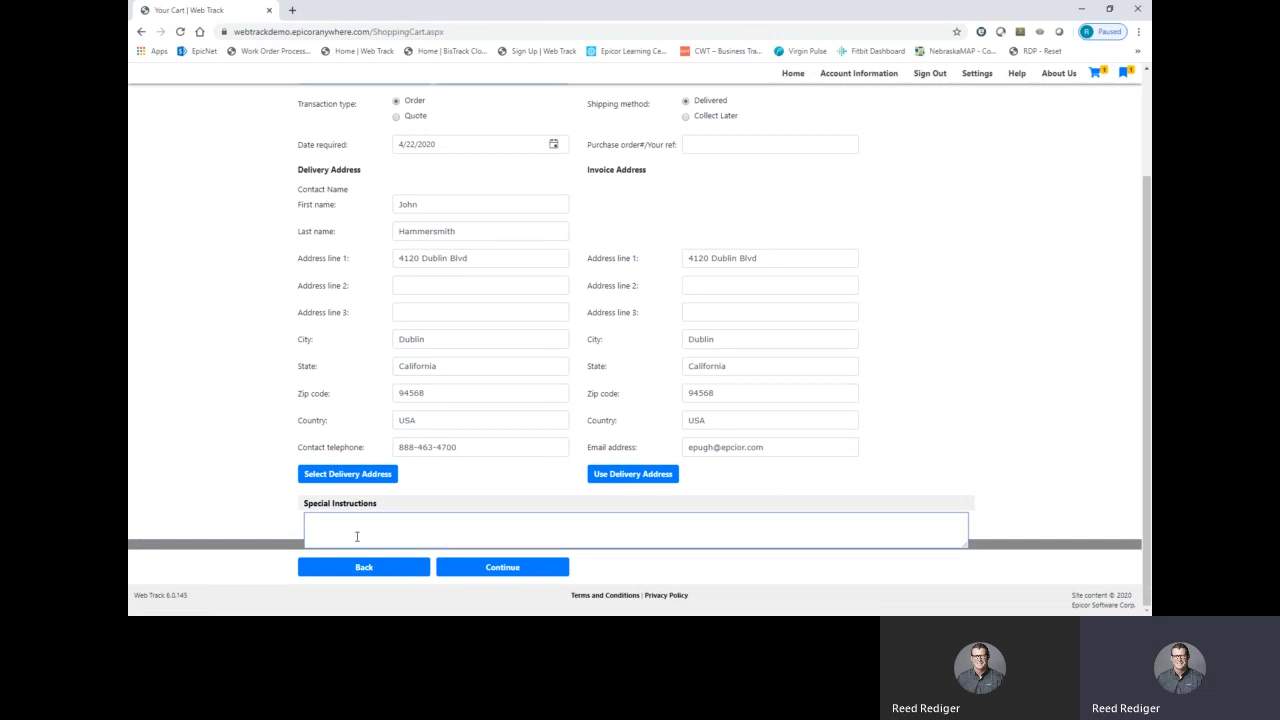 Your Cart | Web Track
webtrackdemo.epicoranywhere.com/ShoppingCart.aspx
R Paused
Apps EpicNet Work Order Process... Home | Web Track Home | BisTrack Clo... Sign Up | Web Track Epicor Learning Ce... CWT – Business Tra... Virgin Pulse Fitbit Dashboard NebraskaMAP - Co... RDP - Reset
Home Account Information Sign Out Settings Help About Us 1 1
Transaction type: Order Shipping method: Delivered
Quote Collect Later
Date required: 4/22/2020 Purchase order#/Your ref:
Delivery Address Invoice Address
Contact Name
First name: John
Last name: Hammersmith
Address line 1: 4120 Dublin Blvd Address line 1: 4120 Dublin Blvd
Address line 2: Address line 2:
Address line 3: Address line 3:
City: Dublin City: Dublin
State: California State: California
Zip code: 94568 Zip code: 94568
Country: USA Country: USA
Contact telephone: 888-463-4700 Email address: epugh@epcior.com
Select Delivery Address Use Delivery Address
Special Instructions
Back Continue
Web Track 6.0.145 Terms and Conditions | Privacy Policy Site content © 2020
Epicor Software Corp.
Reed Rediger Reed Rediger